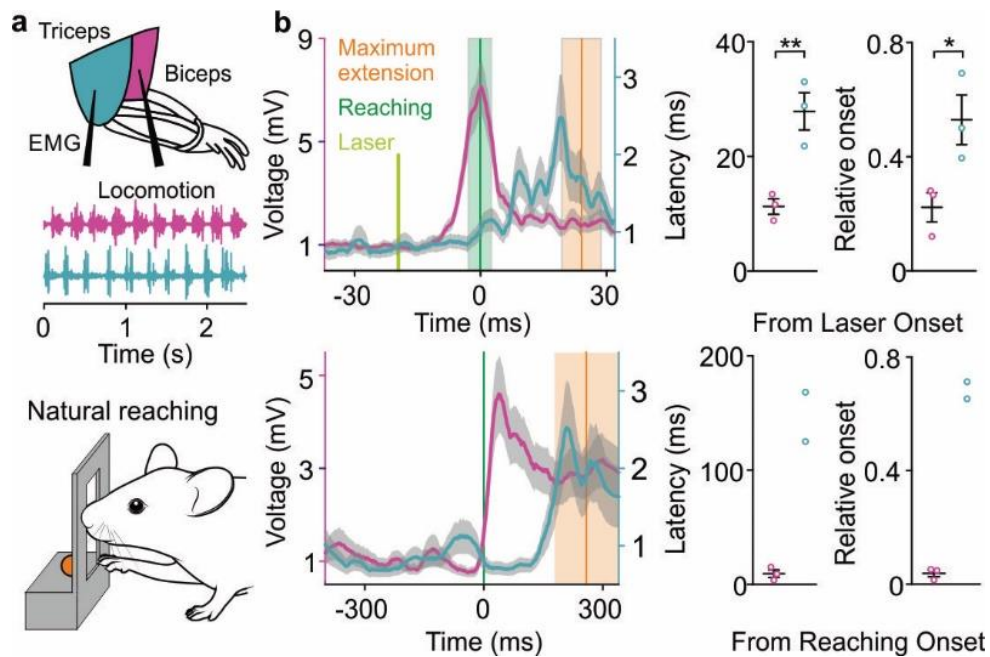 a
Triceps
Biceps
EMG
Locomotion
0 1 2
Time (s)
Natural reaching
b
9
5
1
Voltage (mV)
Maximum
extension
Reaching
Laser
3
2
1
-30 0 30
Time (ms)
Latency (ms)
40
20
0
**
Relative onset
0.8
0.4
0
*
From Laser Onset
5
3
1
Voltage (mV)
3
2
1
-300 0 300
Time (ms)
Latency (ms)
200
100
0
Relative onset
0.8
0.4
0
From Reaching Onset